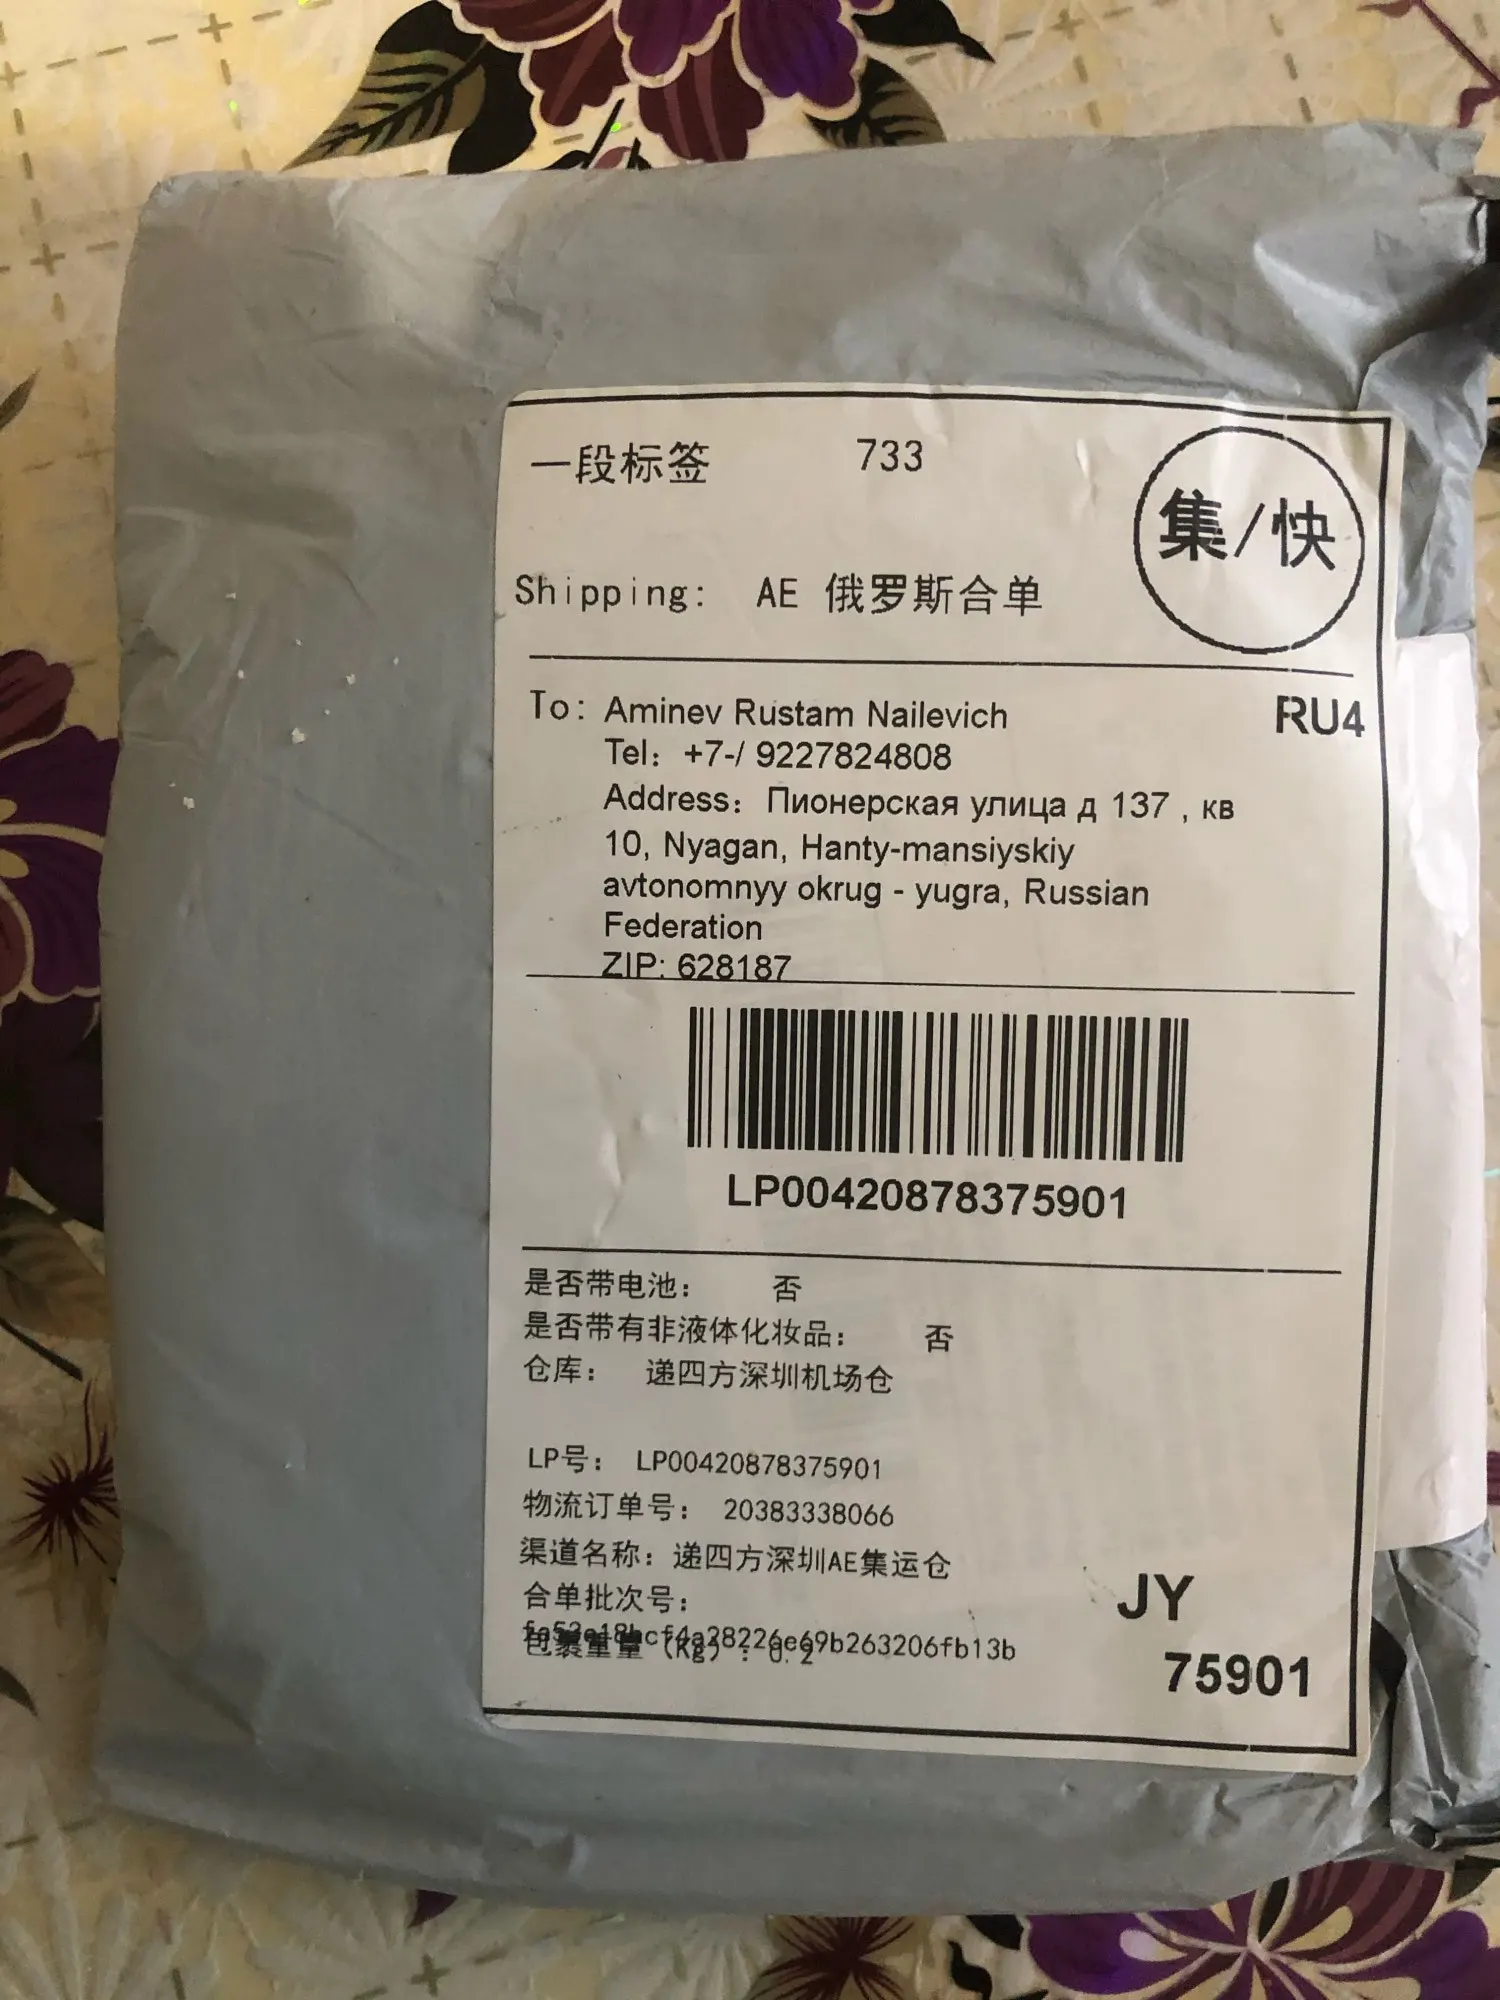 一段标签 733
集/快
Shipping: AE 俄罗斯合单
To: Aminev Rustam Nailevich RU4
Tel： +7-/ 9227824808
Address： Пионерская улица д 137 , кв
10, Nyagan, Hanty-mansiyskiy
avtonomnyy okrug - yugra, Russian
Federation
ZIP: 628187
LP00420878375901
是否带电池： 否
是否带有非液体化妆品： 否
仓库： 递四方深圳机场仓
LP号： LP00420878375901
物流订单号： 20383338066
渠道名称：递四方深圳AE集运仓
合单批次号：
包裹重量（Kg）：0.2
JY
75901